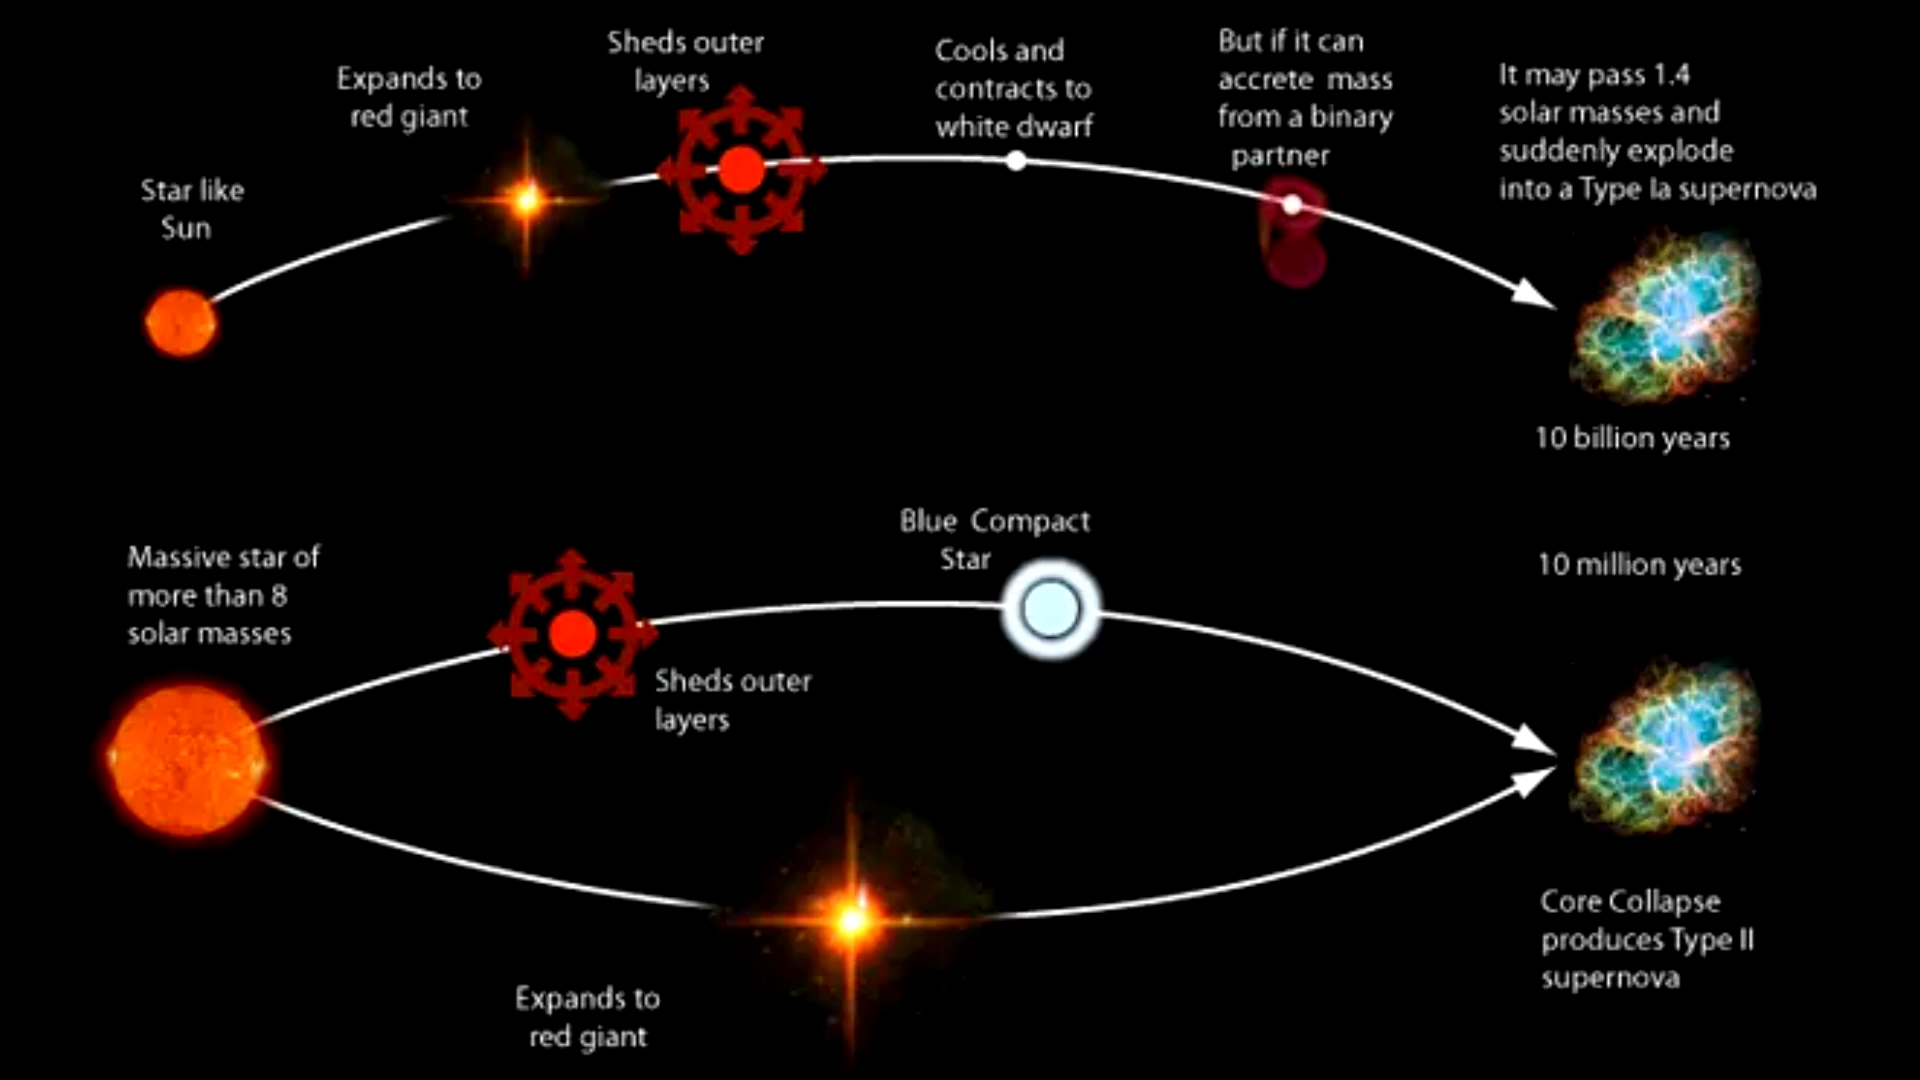 Star like
Sun
Expands to
red giant
Sheds outer
layers
Cools and
contracts to
white dwarf
But if it can
accrete mass
from a binary
partner
It may pass 1.4
solar masses and
suddenly explode
into a Type Ia supernova
10 billion years
Massive star of
more than 8
solar masses
Sheds outer
layers
Blue Compact
Star
10 million years
Expands to
red giant
Core Collapse
produces Type II
supernova